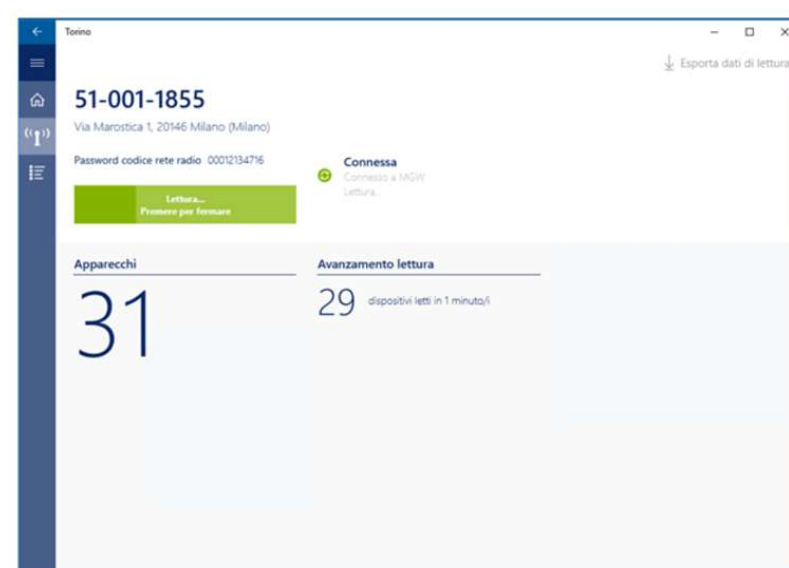 Torino
Esporta dati di lettura
51-001-1855
Via Marostica 1, 20146 Milano (Milano)
Password codice rete radio 00012134716
Connessa
Connesso a MGW
Lettura...
Lettura...
Premere per fermare
Apparecchi
Avanzamento lettura
31
29 dispositivi letti in 1 minuto/i